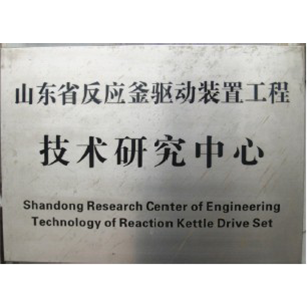 山东省反应釜驱动装置工程
技术研究中心
Shandong Research Center of Engineering
Technology of Reaction Kettle Drive Set